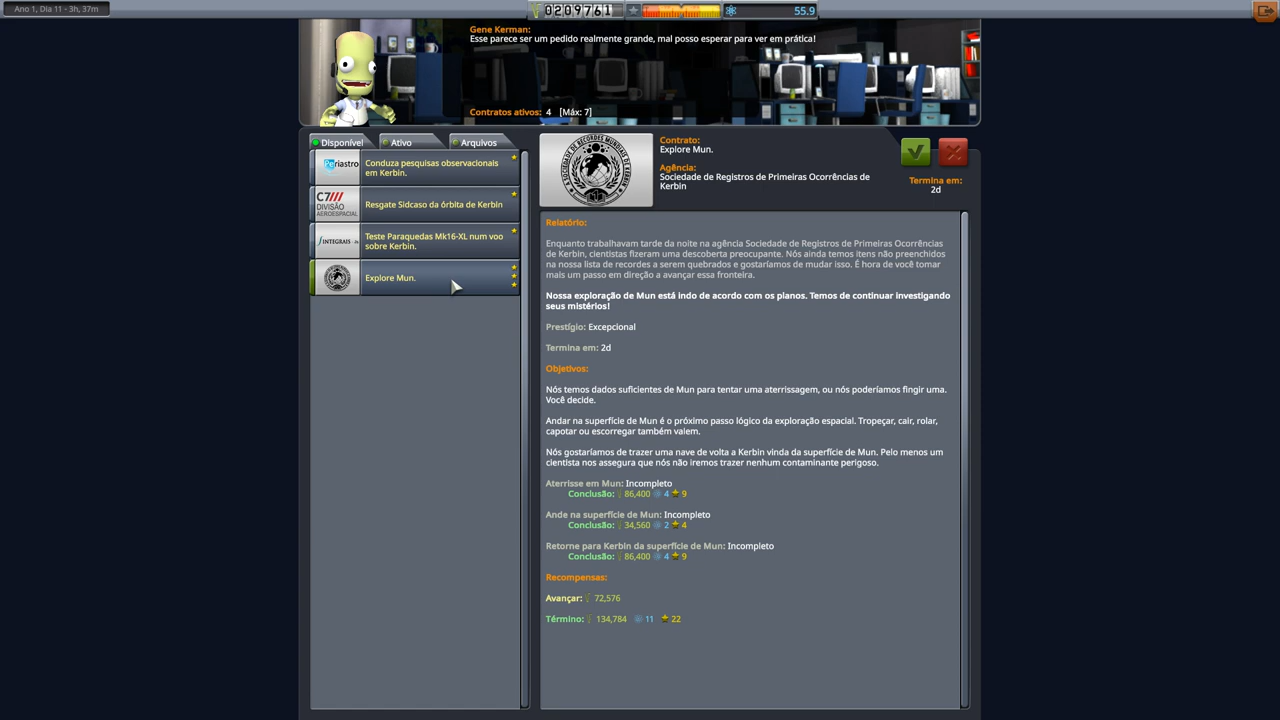 Ano 1, Dia 11 - 3h, 37m
0209761
55.9
Gene Kerman:
Esse parece ser um pedido realmente grande, mal posso esperar para ver em prática!
Contratos ativos: 4 [Máx: 7]
Disponível
Ativo
Arquivos
Periastro
Conduza pesquisas observacionais
em Kerbin.
C7
DIVISÃO
AEROESPACIAL
Resgate Sidcaso da órbita de Kerbin
INTEGRAIS
Teste Paraquedas Mk16-XL num voo
sobre Kerbin.
Explore Mun.
SOCIEDADE DE RECORDES MUNDIAIS DE
KERBIN
Contrato:
Explore Mun.
Agência:
Sociedade de Registros de Primeiras Ocorrências de
Kerbin
Termina em:
2d
Relatório:
Enquanto trabalhavam tarde da noite na agência Sociedade de Registros de Primeiras Ocorrências
de Kerbin, cientistas fizeram uma descoberta preocupante. Nós ainda temos itens não preenchidos
na nossa lista de recordes a serem quebrados e gostaríamos de mudar isso. É hora de você tomar
mais um passo em direção a avançar essa fronteira.
Nossa exploração de Mun está indo de acordo com os planos. Temos de continuar investigando
seus mistérios!
Prestígio: Excepcional
Termina em: 2d
Objetivos:
Nós temos dados suficientes de Mun para tentar uma aterrissagem, ou nós poderíamos fingir uma.
Você decide.
Andar na superfície de Mun é o próximo passo lógico da exploração espacial. Tropeçar, cair, rolar,
capotar ou escorregar também valem.
Nós gostaríamos de trazer uma nave de volta a Kerbin vinda da superfície de Mun. Pelo menos um
cientista nos assegura que nós não iremos trazer nenhum contaminante perigoso.
Aterrisse em Mun: Incompleto
Conclusão: 86,400 4 9
Ande na superfície de Mun: Incompleto
Conclusão: 34,560 2 4
Retorne para Kerbin da superfície de Mun: Incompleto
Conclusão: 86,400 4 9
Recompensas:
Avançar: 72,576
Término: 134,784 11 22